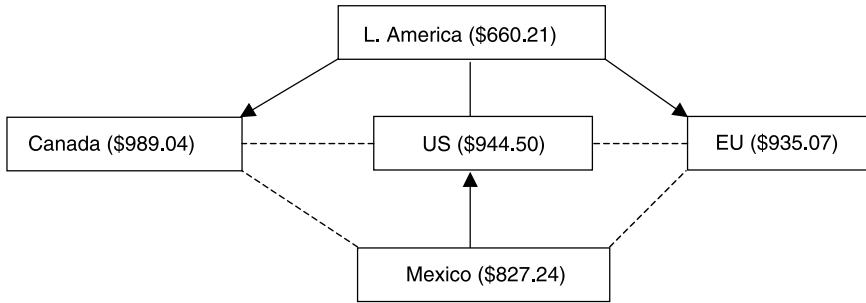 L. America ($660.21)
Canada ($989.04)
US ($944.50)
EU ($935.07)
Mexico ($827.24)